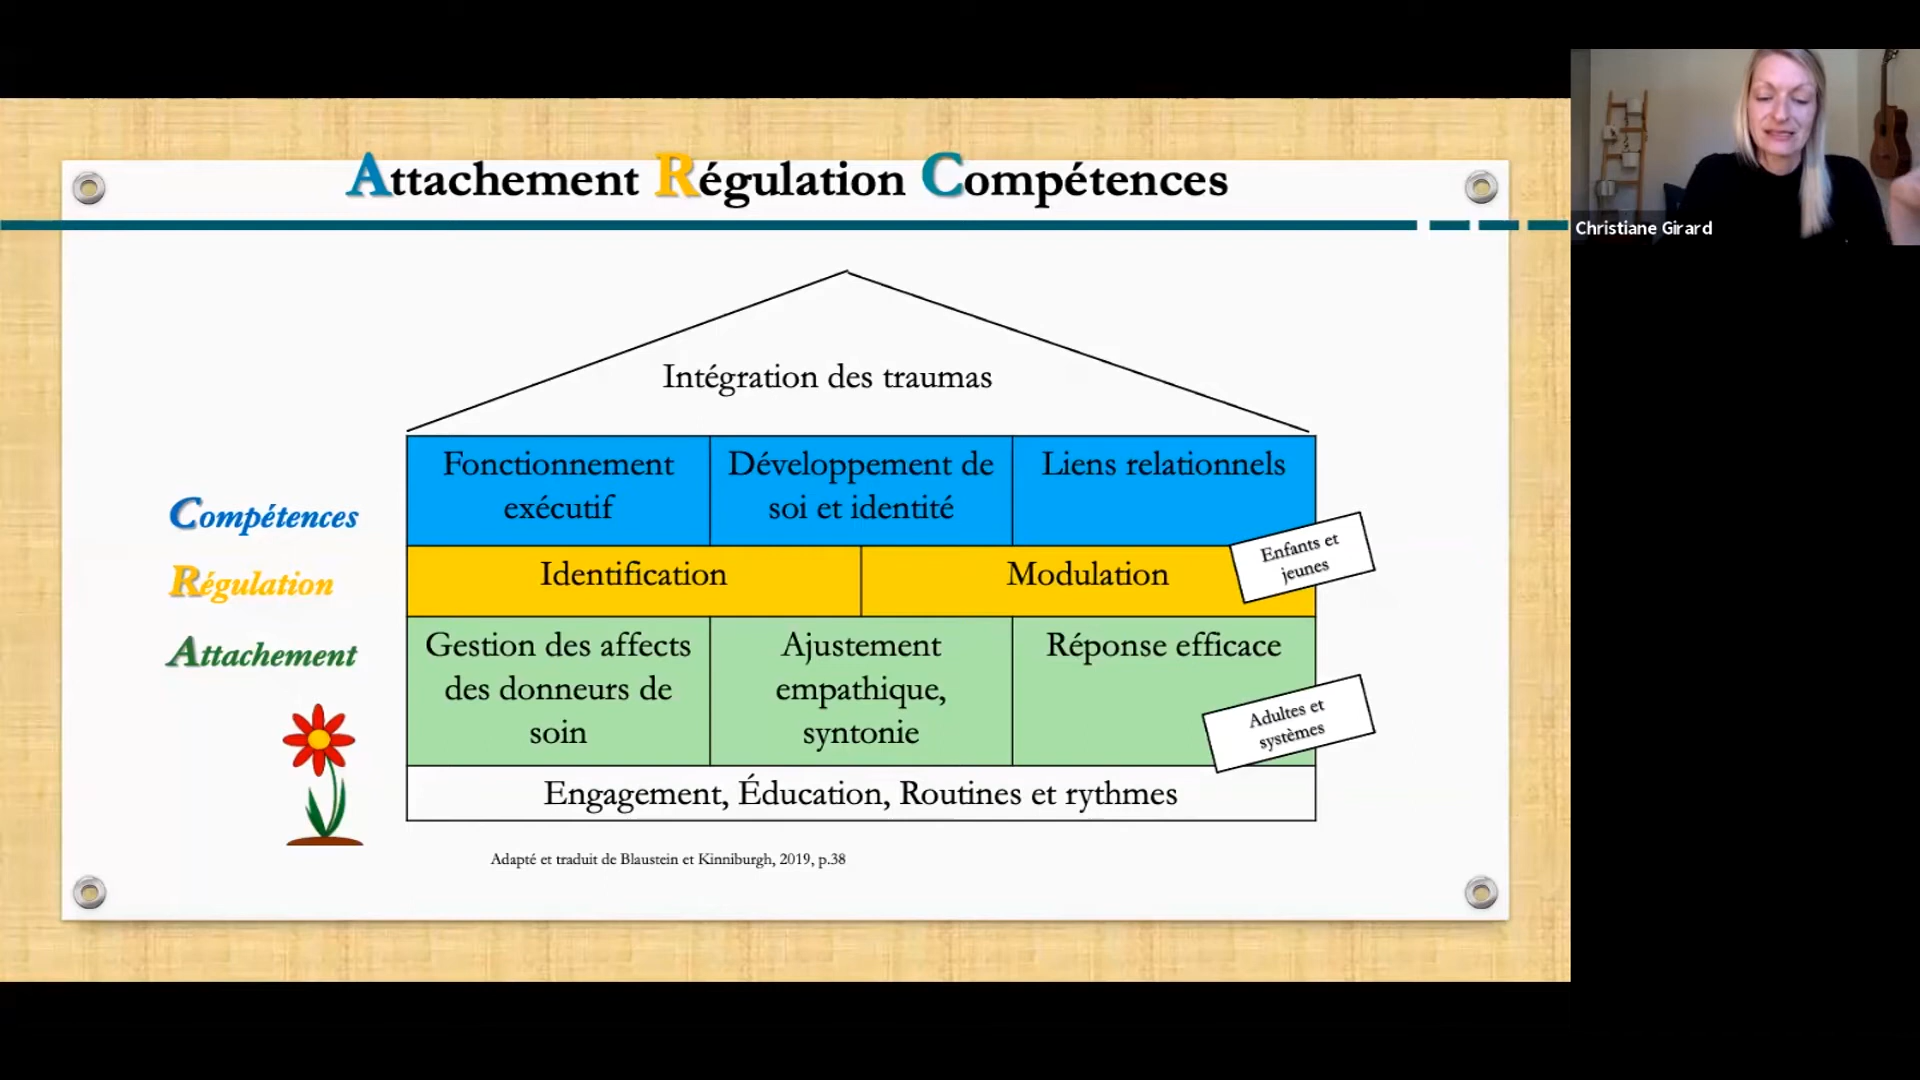 Attachement Régulation Compétences
Christiane Girard
Intégration des traumas
Fonctionnement
exécutif
Développement de
soi et identité
Liens relationnels
Compétences
Enfants et
jeunes
Identification
Modulation
Régulation
Gestion des affects
des donneurs de
soin
Ajustement
empathique,
syntonie
Réponse efficace
Attachement
Adultes et
systèmes
Engagement, Éducation, Routines et rythmes
Adapté et traduit de Blaustein et Kinniburgh, 2019, p.38